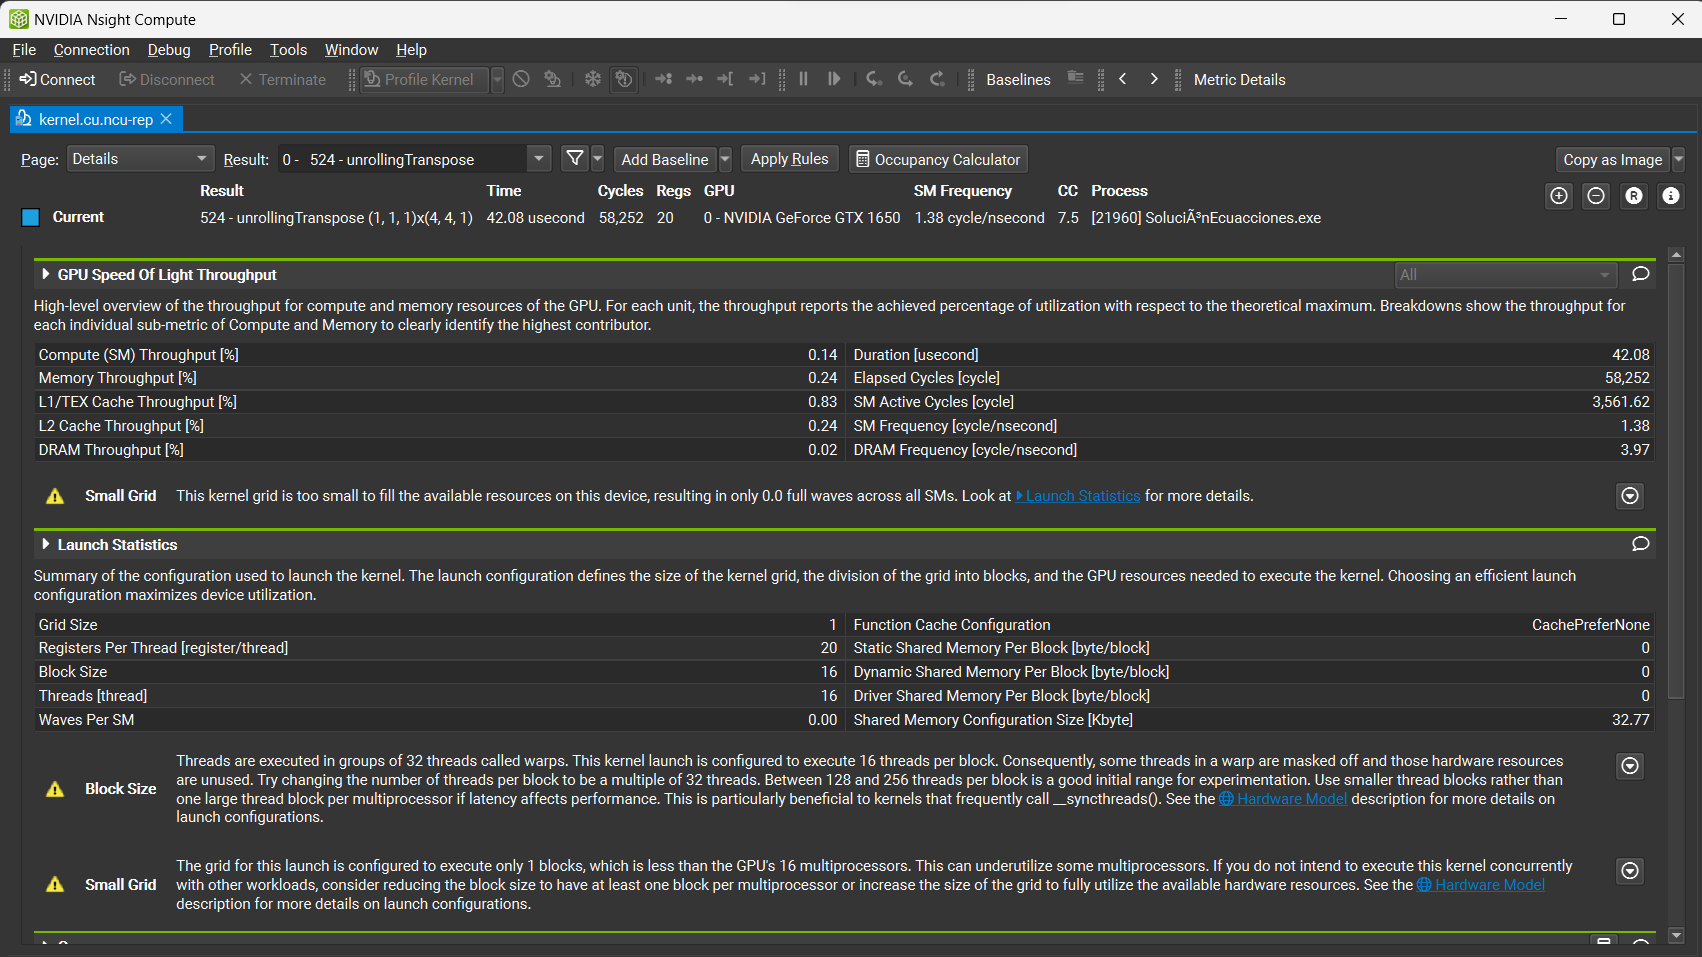 NVIDIA Nsight Compute
File Connection Debug Profile Tools Window Help
Connect Disconnect Terminate Profile Kernel Baselines Metric Details
kernel.cu.ncu-rep
Page: Details Result: 0 - 524 - unrollingTranspose Add Baseline Apply Rules Occupancy Calculator Copy as Image
Result Time Cycles Regs GPU SM Frequency CC Process
Current 524 - unrollingTranspose (1, 1, 1)x(4, 4, 1) 42.08 usecond 58,252 20 0 - NVIDIA GeForce GTX 1650 1.38 cycle/nsecond 7.5 [21960] SoluciÃ³nEcuacciones.exe
GPU Speed Of Light Throughput All
High-level overview of the throughput for compute and memory resources of the GPU. For each unit, the throughput reports the achieved percentage of utilization with respect to the theoretical maximum. Breakdowns show the throughput for
each individual sub-metric of Compute and Memory to clearly identify the highest contributor.
Compute (SM) Throughput [%] 0.14 Duration [usecond] 42.08
Memory Throughput [%] 0.24 Elapsed Cycles [cycle] 58,252
L1/TEX Cache Throughput [%] 0.83 SM Active Cycles [cycle] 3,561.62
L2 Cache Throughput [%] 0.24 SM Frequency [cycle/nsecond] 1.38
DRAM Throughput [%] 0.02 DRAM Frequency [cycle/nsecond] 3.97
Small Grid This kernel grid is too small to fill the available resources on this device, resulting in only 0.0 full waves across all SMs. Look at Launch Statistics for more details.
Launch Statistics
Summary of the configuration used to launch the kernel. The launch configuration defines the size of the kernel grid, the division of the grid into blocks, and the GPU resources needed to execute the kernel. Choosing an efficient launch
configuration maximizes device utilization.
Grid Size 1 Function Cache Configuration CachePreferNone
Registers Per Thread [register/thread] 20 Static Shared Memory Per Block [byte/block] 0
Block Size 16 Dynamic Shared Memory Per Block [byte/block] 0
Threads [thread] 16 Driver Shared Memory Per Block [byte/block] 0
Waves Per SM 0.00 Shared Memory Configuration Size [Kbyte] 32.77
Threads are executed in groups of 32 threads called warps. This kernel launch is configured to execute 16 threads per block. Consequently, some threads in a warp are masked off and those hardware resources
are unused. Try changing the number of threads per block to be a multiple of 32 threads. Between 128 and 256 threads per block is a good initial range for experimentation. Use smaller thread blocks rather than
Block Size one large thread block per multiprocessor if latency affects performance. This is particularly beneficial to kernels that frequently call __syncthreads(). See the Hardware Model description for more details on
launch configurations.
The grid for this launch is configured to execute only 1 blocks, which is less than the GPU's 16 multiprocessors. This can underutilize some multiprocessors. If you do not intend to execute this kernel concurrently
Small Grid with other workloads, consider reducing the block size to have at least one block per multiprocessor or increase the size of the grid to fully utilize the available hardware resources. See the Hardware Model
description for more details on launch configurations.